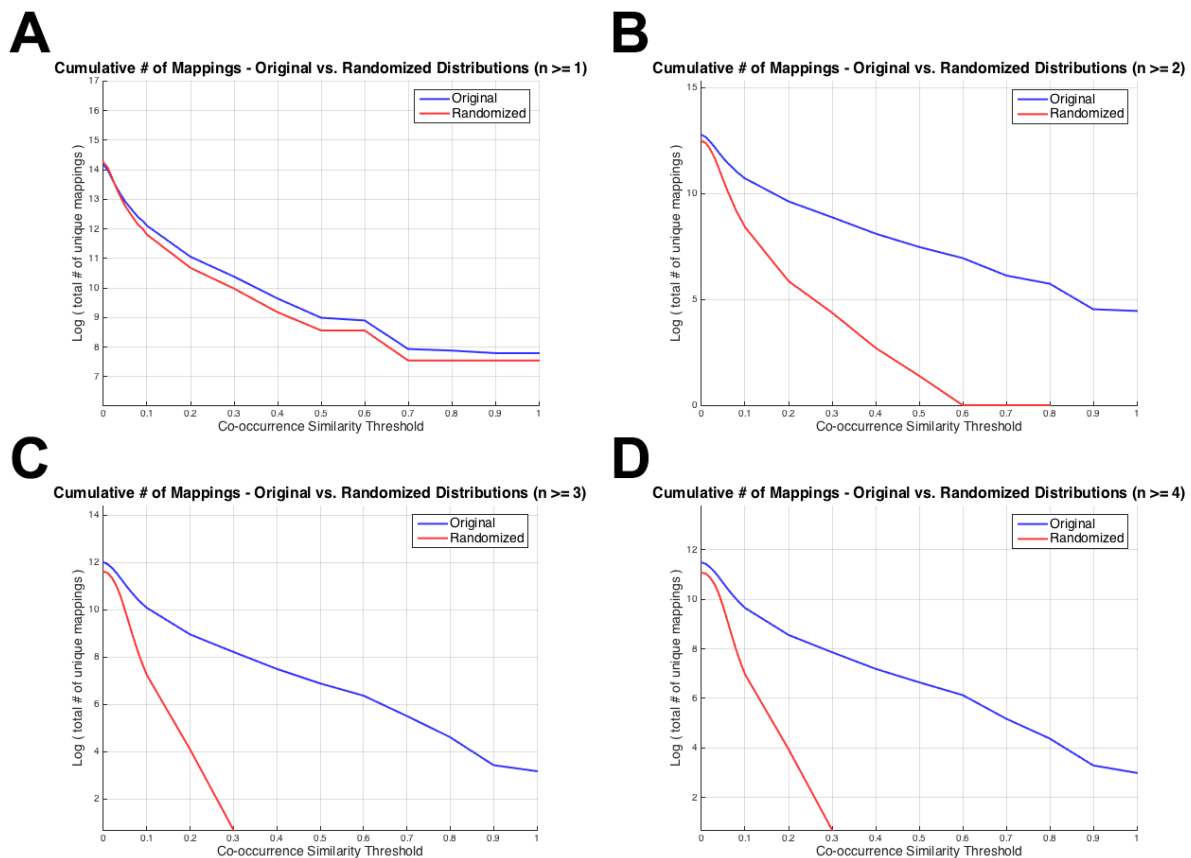 A
Cumulative # of Mappings - Original vs. Randomized Distributions (n >= 1)
Original
Randomized
Log ( total # of unique mappings )
17
16
15
14
13
12
11
10
9
8
7
0 0.1 0.2 0.3 0.4 0.5 0.6 0.7 0.8 0.9 1
Co-occurrence Similarity Threshold
B
Cumulative # of Mappings - Original vs. Randomized Distributions (n >= 2)
Original
Randomized
Log ( total # of unique mappings )
15
10
5
0
0 0.1 0.2 0.3 0.4 0.5 0.6 0.7 0.8 0.9 1
Co-occurrence Similarity Threshold
C
Cumulative # of Mappings - Original vs. Randomized Distributions (n >= 3)
Original
Randomized
Log ( total # of unique mappings )
14
12
10
8
6
4
2
0 0.1 0.2 0.3 0.4 0.5 0.6 0.7 0.8 0.9 1
Co-occurrence Similarity Threshold
D
Cumulative # of Mappings - Original vs. Randomized Distributions (n >= 4)
Original
Randomized
Log ( total # of unique mappings )
12
10
8
6
4
2
0 0.1 0.2 0.3 0.4 0.5 0.6 0.7 0.8 0.9 1
Co-occurrence Similarity Threshold